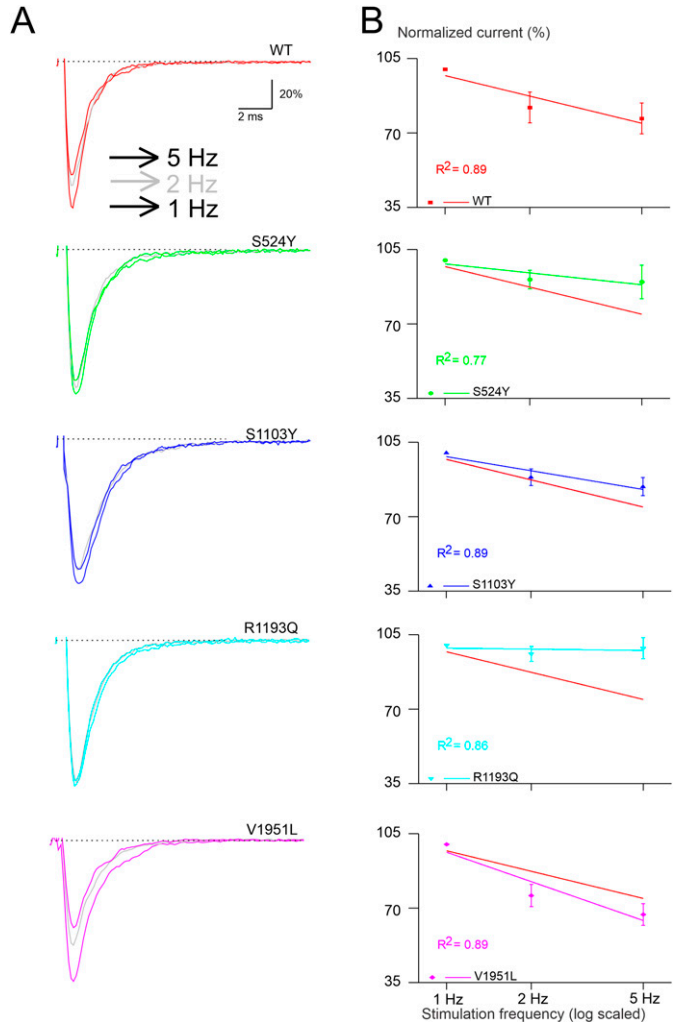 A
WT
20%
2 ms
5 Hz
2 Hz
1 Hz
S524Y
S1103Y
R1193Q
V1951L
B
Normalized current (%)
105
70
35
R2 = 0.89
WT
105
70
35
R2 = 0.77
S524Y
105
70
35
R2 = 0.89
S1103Y
105
70
35
R2 = 0.86
R1193Q
105
70
35
R2 = 0.89
V1951L
1 Hz 2 Hz 5 Hz
Stimulation frequency (log scaled)